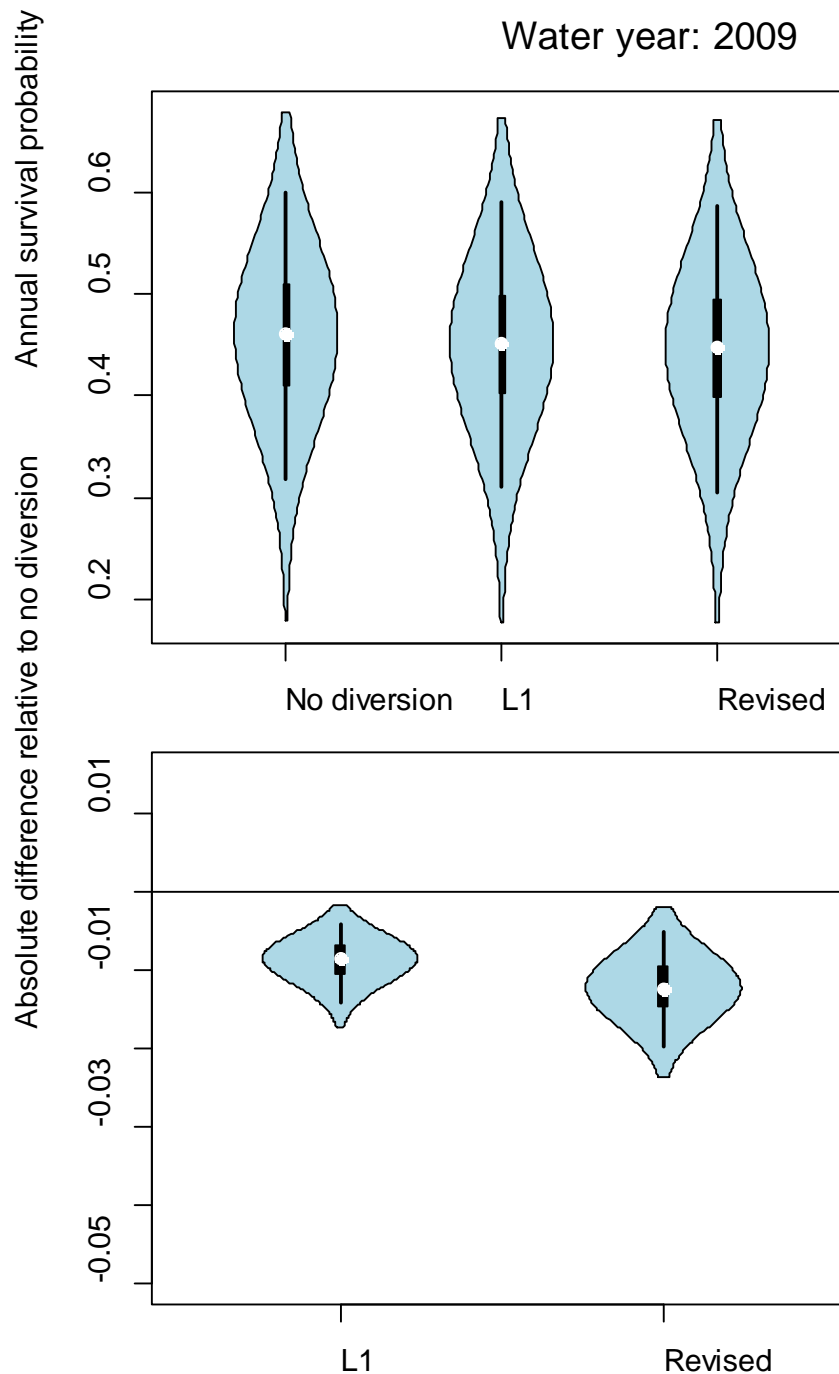 Water year: 2009
Annual survival probability
0.6
0.5
0.4
0.3
0.2
No diversion L1 Revised
Absolute difference relative to no diversion
0.01
-0.01
-0.03
-0.05
L1 Revised